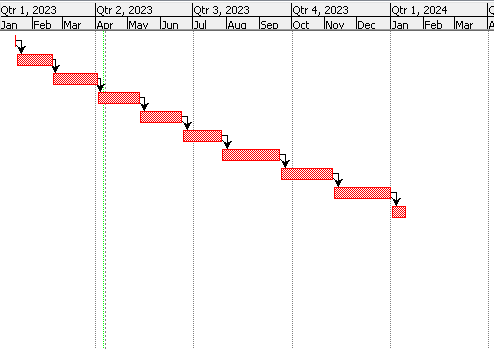 Qtr 1, 2023 Qtr 2, 2023 Qtr 3, 2023 Qtr 4, 2023 Qtr 1, 2024
Jan Feb Mar Apr May Jun Jul Aug Sep Oct Nov Dec Jan Feb Mar